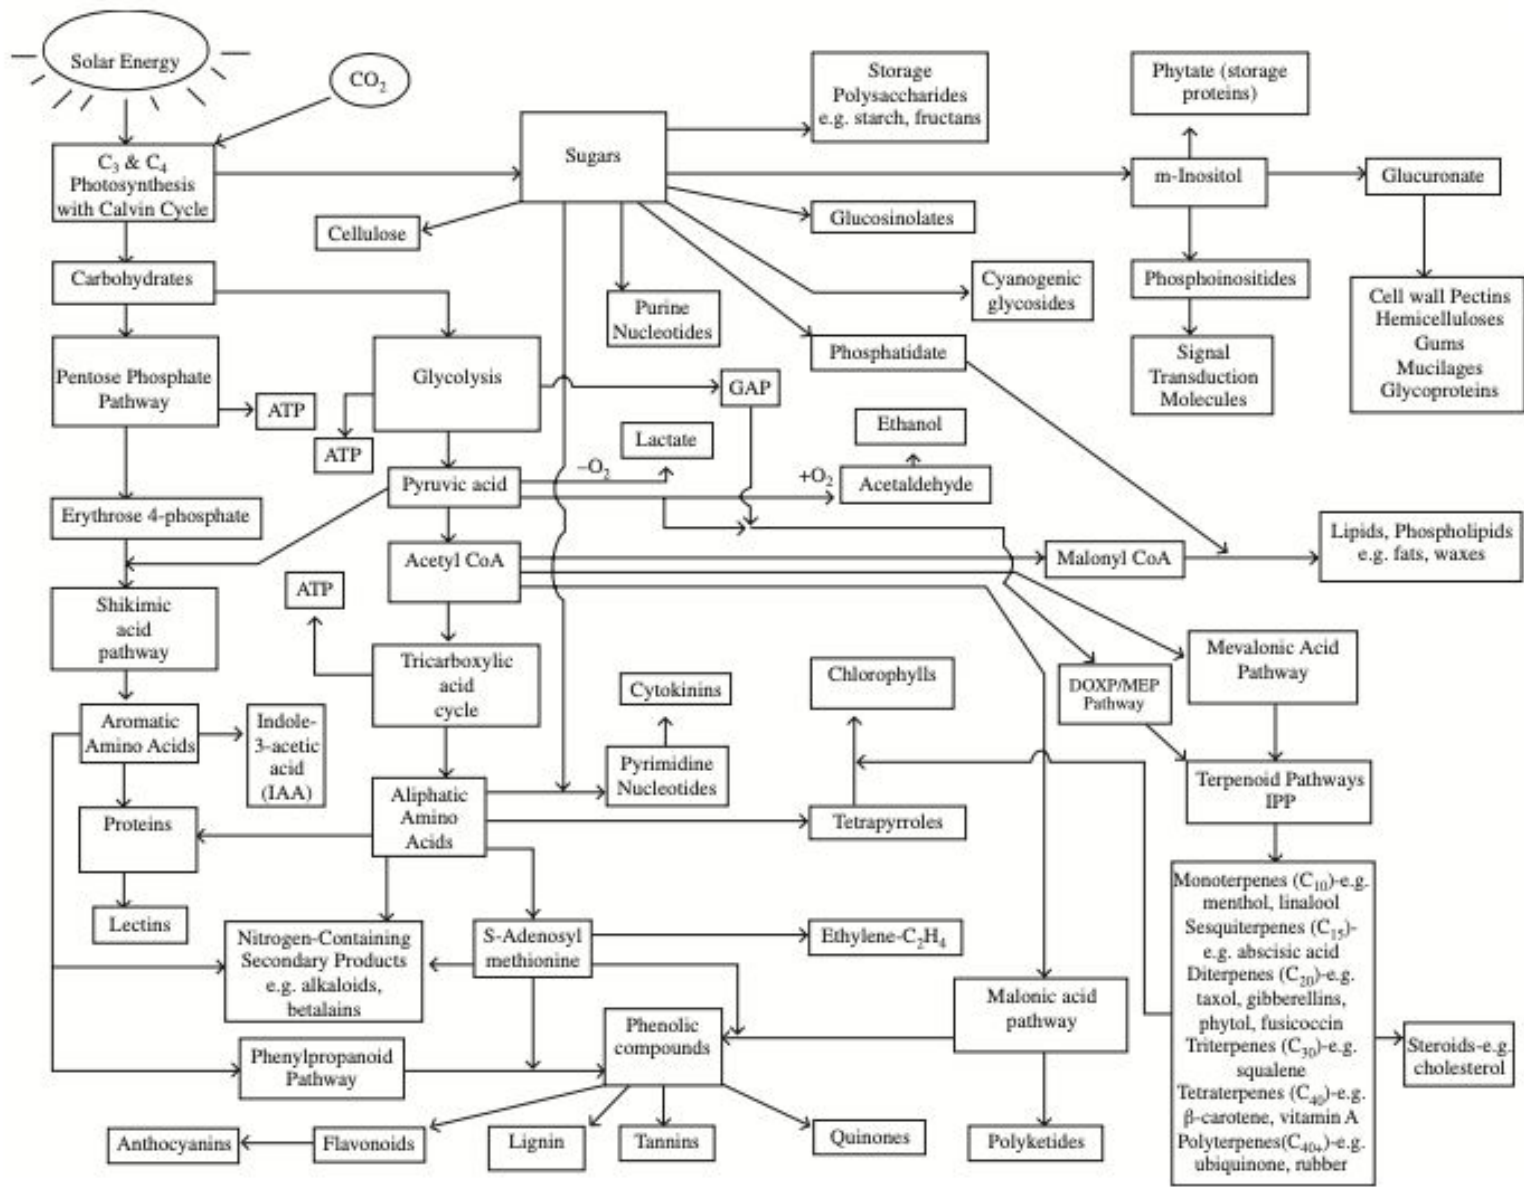 Solar Energy
CO₂
C₃ & C₄
Photosynthesis
with Calvin Cycle
Sugars
Storage
Polysaccharides
e.g. starch, fructans
Phytate (storage
proteins)
m-Inositol
Glucuronate
Cellulose
Glucosinolates
Carbohydrates
Purine
Nucleotides
Cyanogenic
glycosides
Phosphoinositides
Cell wall Pectins
Hemicelluloses
Gums
Mucilages
Glycoproteins
Pentose Phosphate
Pathway
ATP
Glycolysis
ATP
GAP
Phosphatidate
Signal
Transduction
Molecules
Lactate
Ethanol
Pyruvic acid
–O₂
+O₂
Acetaldehyde
Erythrose 4-phosphate
Acetyl CoA
Malonyl CoA
Lipids, Phospholipids
e.g. fats, waxes
ATP
Shikimic
acid
pathway
Tricarboxylic
acid
cycle
Cytokinins
Chlorophylls
DOXP/MEP
Pathway
Mevalonic Acid
Pathway
Aromatic
Amino Acids
Indole-
3-acetic
acid
(IAA)
Pyrimidine
Nucleotides
Terpenoid Pathways
IPP
Proteins
Aliphatic
Amino
Acids
Tetrapyrroles
Lectins
Nitrogen-Containing
Secondary Products
e.g. alkaloids,
betalains
S-Adenosyl
methionine
Ethylene-C₂H₄
Monoterpenes (C₁₀)-e.g.
menthol, linalool
Sesquiterpenes (C₁₅)-
e.g. abscisic acid
Diterpenes (C₂₀)-e.g.
taxol, gibberellins,
phytol, fusicoccin
Triterpenes (C₃₀)-e.g.
squalene
Tetraterpenes (C₄₀)-e.g.
β-carotene, vitamin A
Polyterpenes(C₄₀₊)-e.g.
ubiquinone, rubber
Steroids-e.g.
cholesterol
Phenylpropanoid
Pathway
Phenolic
compounds
Malonic acid
pathway
Anthocyanins
Flavonoids
Lignin
Tannins
Quinones
Polyketides